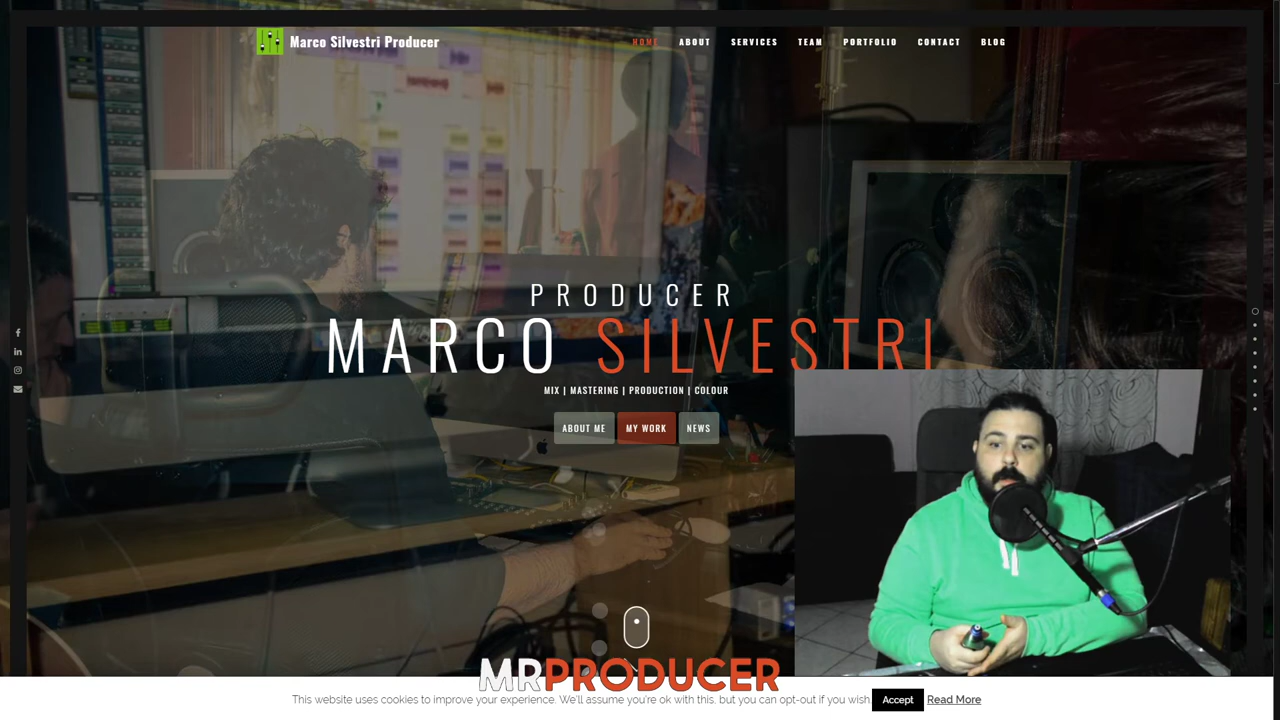 Marco Silvestri Producer
HOME ABOUT SERVICES TEAM PORTFOLIO CONTACT BLOG
PRODUCER
MARCO SILVESTRI
MIX | MASTERING | PRODUCTION | COLOUR
ABOUT ME MY WORK NEWS
MRPRODUCER
This website uses cookies to improve your experience. We'll assume you're ok with this, but you can opt-out if you wish. Accept Read More